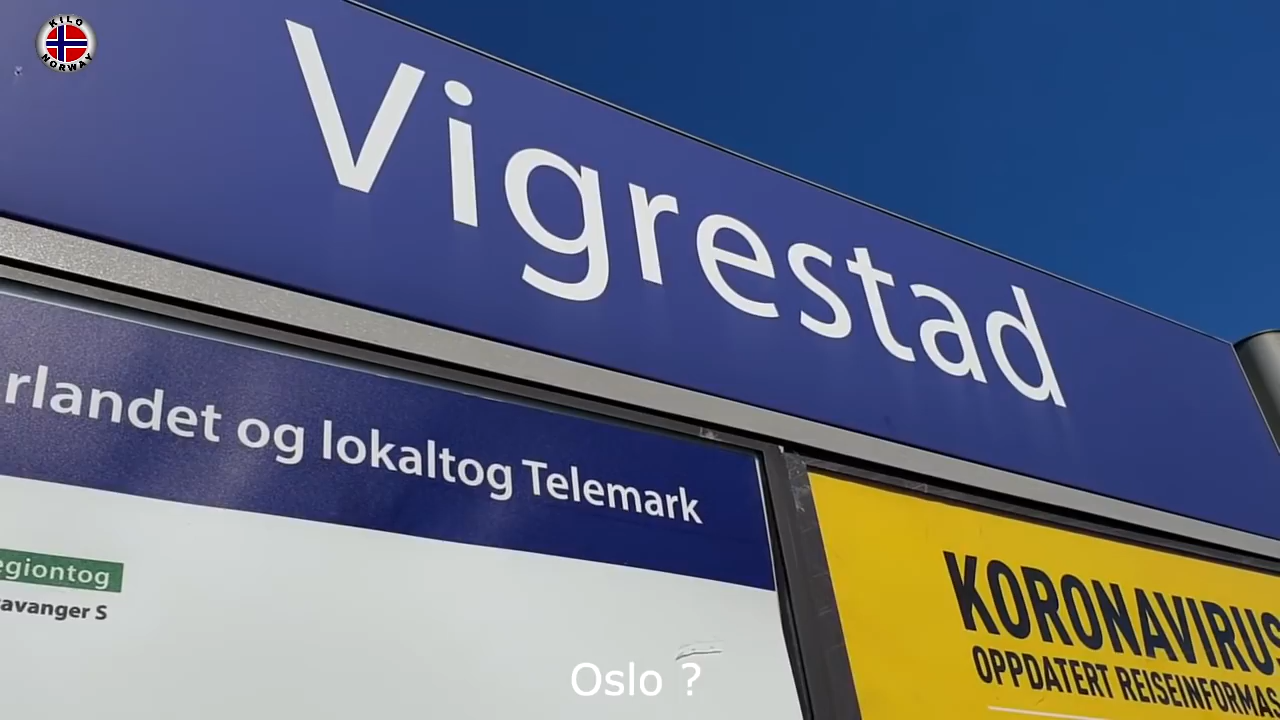 KILO
NORWAY
Vigrestad
rlandet og lokaltog Telemark
egiontog
avanger S
KORONAVIRUS
OPPDATERT REISEINFORMAS
Oslo ?